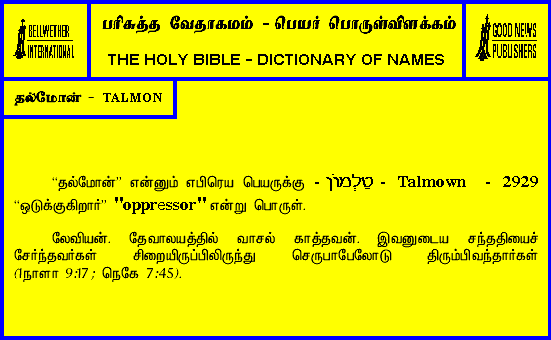 BELLWETHER
INTERNATIONAL
பரிசுத்த வேதாகமம் - பெயர் பொருள்விளக்கம்
THE HOLY BIBLE - DICTIONARY OF NAMES
GOOD NEWS
PUBLISHERS
தல்மோன் - TALMON
“தல்மோன்” என்னும் எபிரெய பெயருக்கு - טַלְמוֹן - Talmown - 2929
“ஒடுக்குகிறார்” "oppressor" என்று பொருள்.
லேவியன். தேவாலயத்தில் வாசல் காத்தவன். இவனுடைய சந்ததியைச்
சேர்ந்தவர்கள் சிறையிருப்பிலிருந்து செருபாபேலோடு திரும்பிவந்தார்கள்
(1நாளா 9:17; நெகே 7:45).